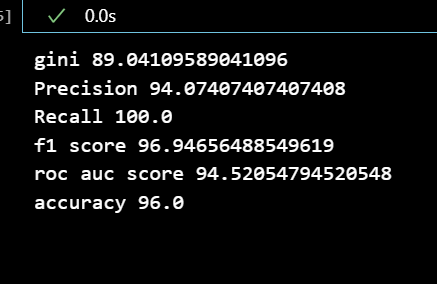 5] ✓ 0.0s
gini 89.04109589041096
Precision 94.07407407407408
Recall 100.0
f1 score 96.94656488549619
roc auc score 94.52054794520548
accuracy 96.0